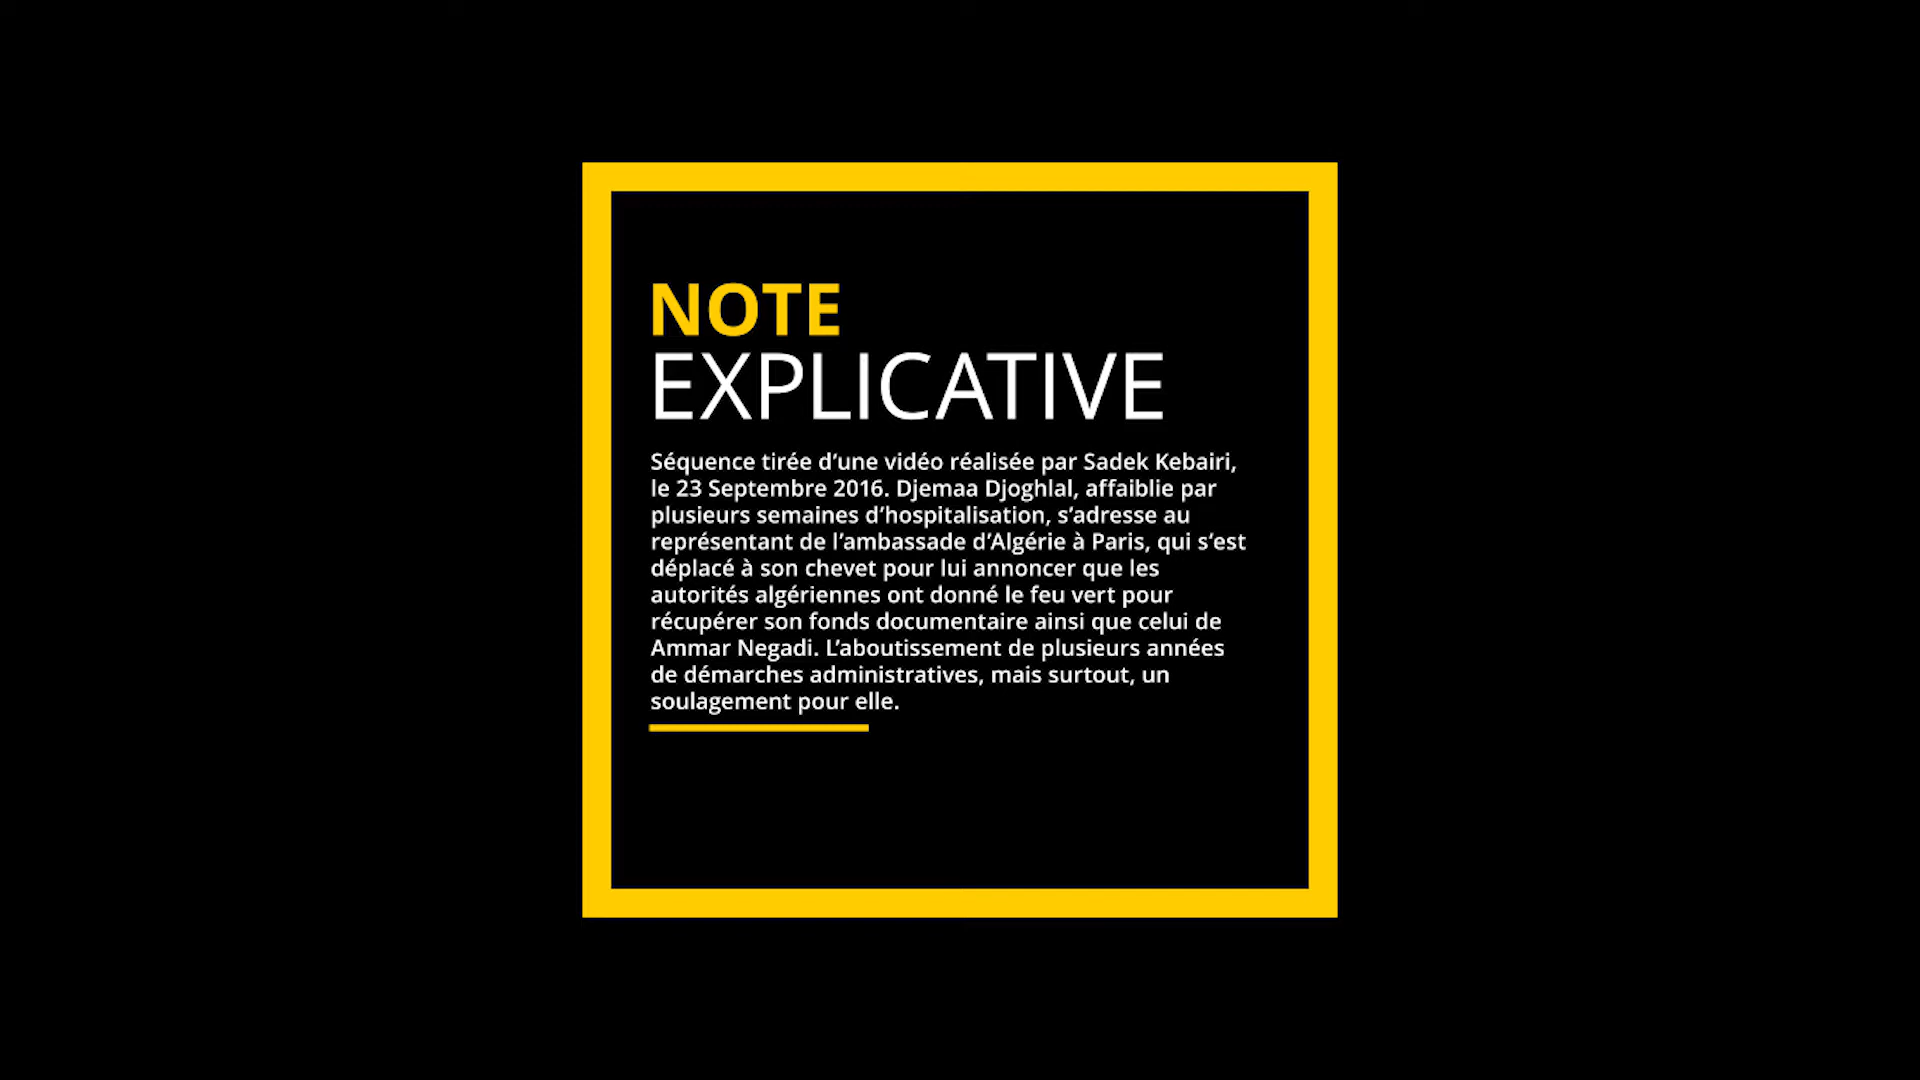 NOTE
EXPLICATIVE
Séquence tirée d’une vidéo réalisée par Sadek Kebairi,
le 23 Septembre 2016. Djemaa Djoghlal, affaiblie par
plusieurs semaines d’hospitalisation, s’adresse au
représentant de l’ambassade d’Algérie à Paris, qui s’est
déplacé à son chevet pour lui annoncer que les
autorités algériennes ont donné le feu vert pour
récupérer son fonds documentaire ainsi que celui de
Ammar Negadi. L’aboutissement de plusieurs années
de démarches administratives, mais surtout, un
soulagement pour elle.